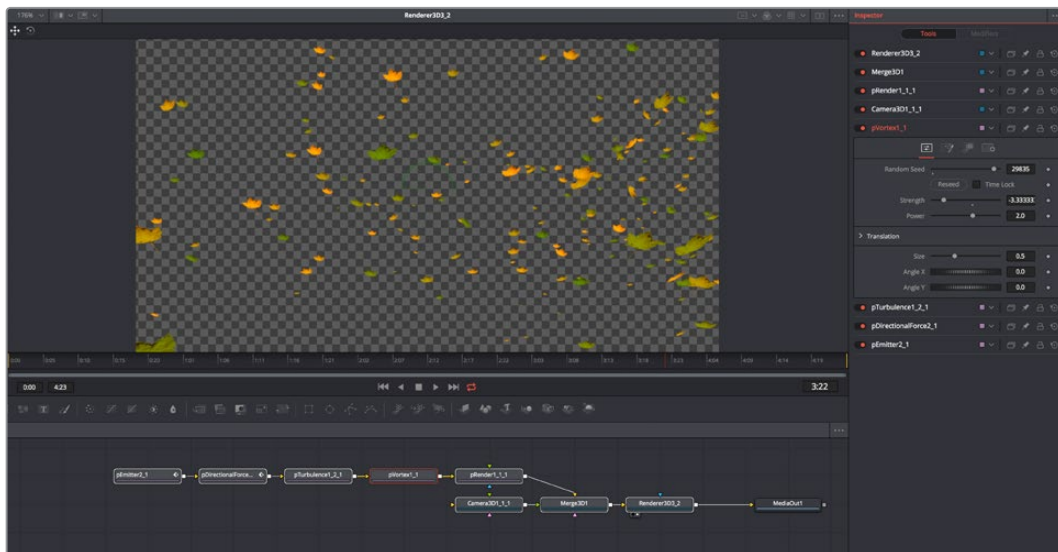 176%
Renderer3D3_2
Inspector
Tools
Modifiers
Renderer3D3_2
Merge3D1
pRender1_1_1
Camera3D1_1_1
pVortex1_1
Random Seed 29835
Reseed Time Lock
Strength -3.33333
Power 2.0
Translation
Size 0.5
Angle X 0.0
Angle Y 0.0
pTurbulence1_2_1
pDirectionalForce2_1
pEmitter2_1
0:00 4:23
3:22
pEmitter2_1 pDirectionalForce... pTurbulence1_2_1 pVortex1_1 pRender1_1_1
Camera3D1_1_1 Merge3D1 Renderer3D3_2 MediaOut1